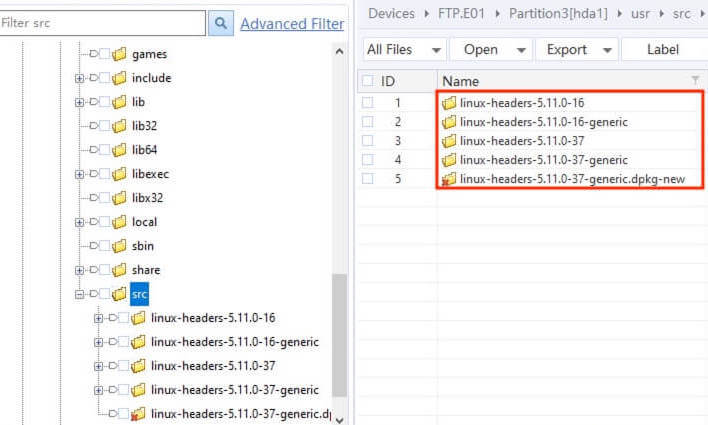 Filter src
Advanced Filter
games
include
lib
lib32
lib64
libexec
libx32
local
sbin
share
src
linux-headers-5.11.0-16
linux-headers-5.11.0-16-generic
linux-headers-5.11.0-37
linux-headers-5.11.0-37-generic
linux-headers-5.11.0-37-generic.d
Devices FTP.E01 Partition3[hda1] usr src
All Files Open Export Label
ID Name
1 linux-headers-5.11.0-16
2 linux-headers-5.11.0-16-generic
3 linux-headers-5.11.0-37
4 linux-headers-5.11.0-37-generic
5 linux-headers-5.11.0-37-generic.dpkg-new